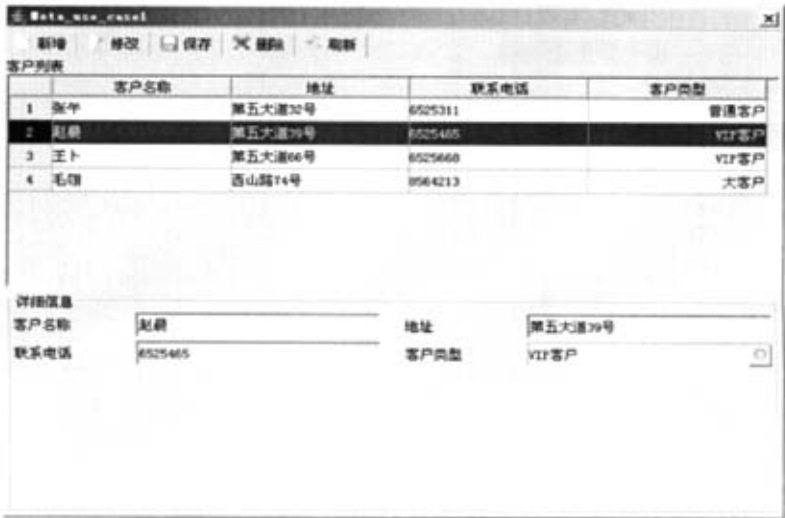 Meta_use_case1
新增 修改 保存 删除 刷新
客户列表
客户名称 地址 联系电话 客户类型
1 张午 第五大道32号 6525311 普通客户
2 赵晨 第五大道39号 6525465 VIP客户
3 王卜 第五大道66号 6525668 VIP客户
4 毛翎 西山路74号 8564213 大客户
详细信息
客户名称 赵晨 地址 第五大道39号
联系电话 6525465 客户类型 VIP客户